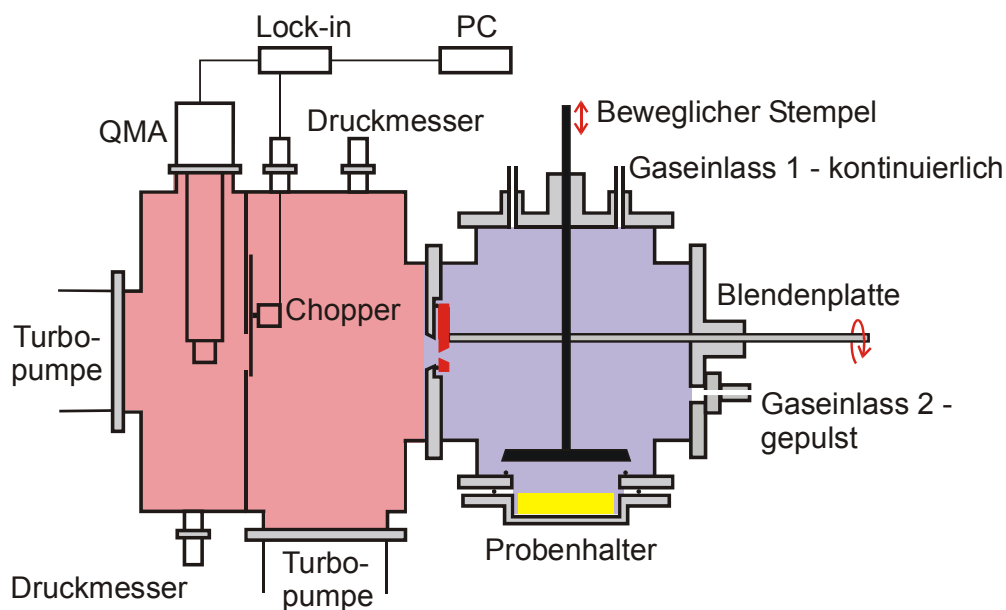 Lock-in
PC
QMA
Druckmesser
Beweglicher Stempel
Gaseinlass 1 - kontinuierlich
Chopper
Blendenplatte
Turbo-
pumpe
Gaseinlass 2 -
gepulst
Probenhalter
Druckmesser
Turbo-
pumpe